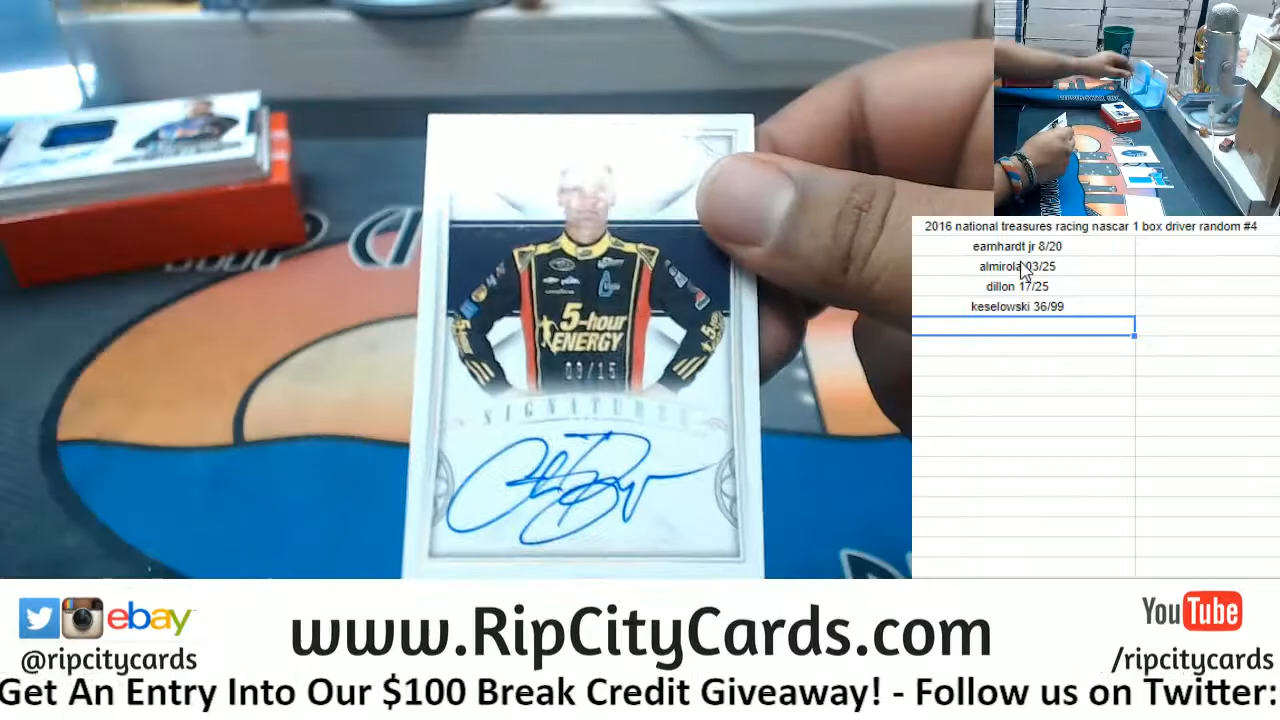 2016 national treasures racing nascar 1 box driver random #4
earnhardt jr 8/20
almirola 03/25
dillon 17/25
keselowski 36/99
5-hour
ENERGY
09/15
SIGNATURES
ebay
@ripcitycards
www.RipCityCards.com
YouTube
/ripcitycards
Get An Entry Into Our $100 Break Credit Giveaway! - Follow us on Twitter: